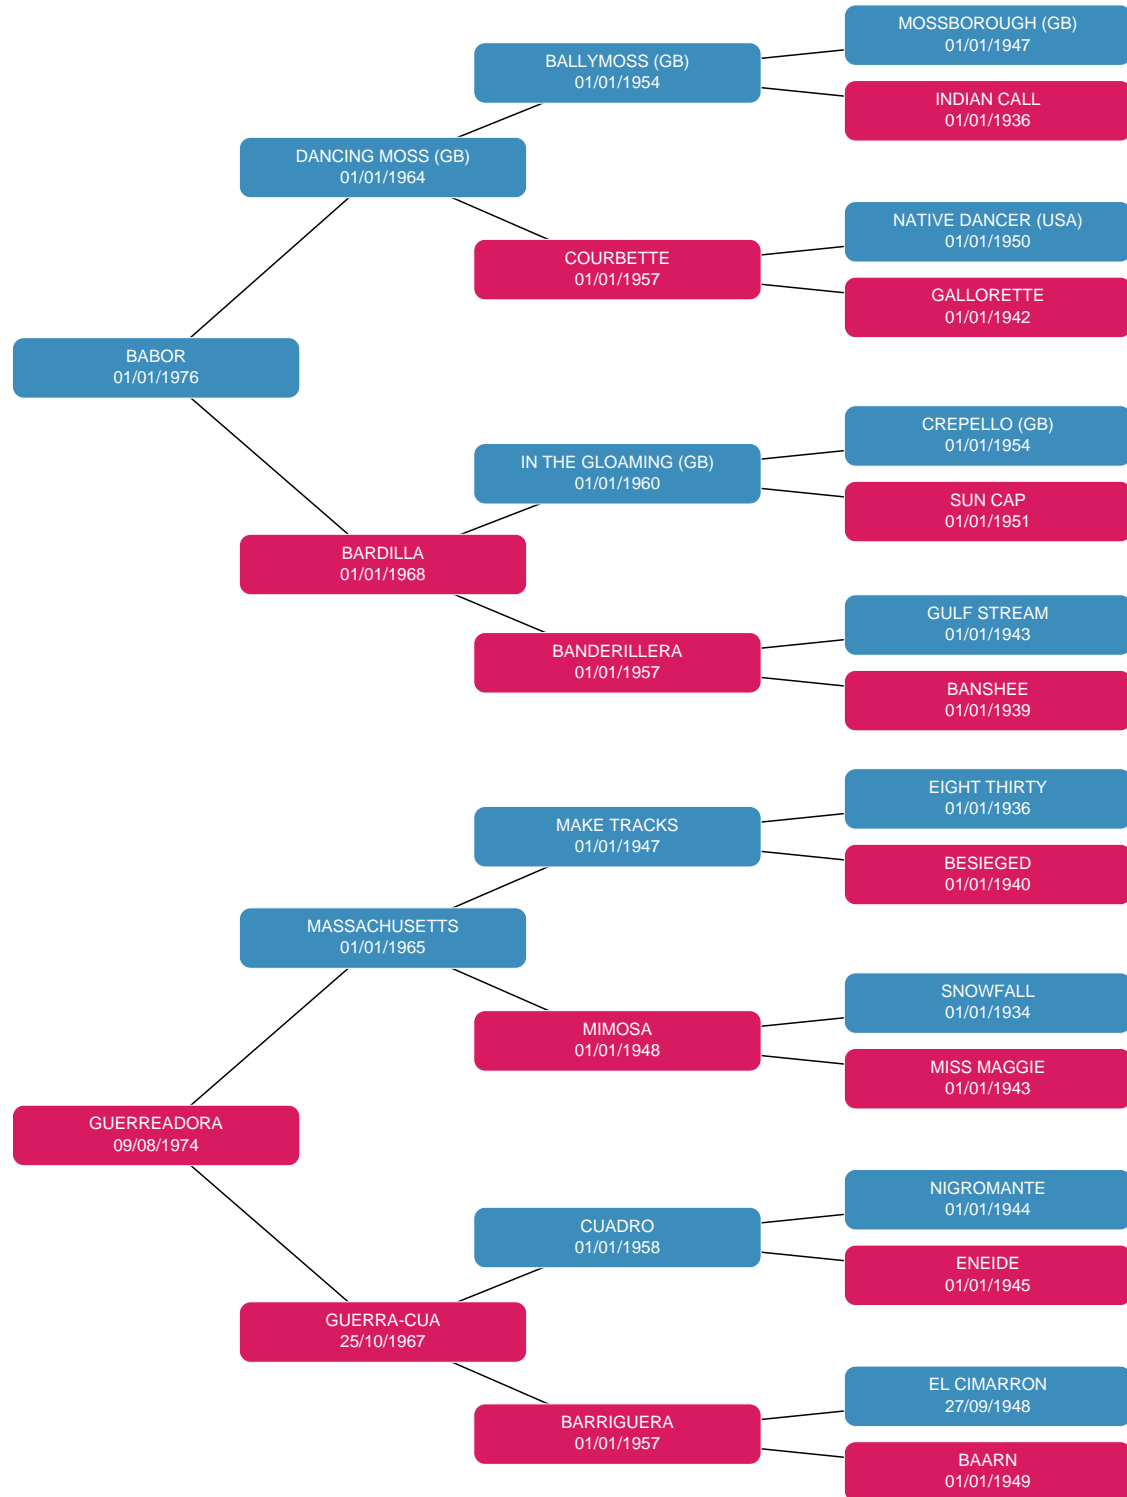 MOSSBOROUGH (GB)
01/01/1947
BALLYMOSS (GB)
01/01/1954
INDIAN CALL
01/01/1936
DANCING MOSS (GB)
01/01/1964
NATIVE DANCER (USA)
01/01/1950
COURBETTE
01/01/1957
GALLORETTE
01/01/1942
BABOR
01/01/1976
CREPELLO (GB)
01/01/1954
IN THE GLOAMING (GB)
01/01/1960
SUN CAP
01/01/1951
BARDILLA
01/01/1968
GULF STREAM
01/01/1943
BANDERILLERA
01/01/1957
BANSHEE
01/01/1939
EIGHT THIRTY
01/01/1936
MAKE TRACKS
01/01/1947
BESIEGED
01/01/1940
MASSACHUSETTS
01/01/1965
SNOWFALL
01/01/1934
MIMOSA
01/01/1948
MISS MAGGIE
01/01/1943
GUERREADORA
09/08/1974
NIGROMANTE
01/01/1944
CUADRO
01/01/1958
ENEIDE
01/01/1945
GUERRA-CUA
25/10/1967
EL CIMARRON
27/09/1948
BARRIGUERA
01/01/1957
BAARN
01/01/1949